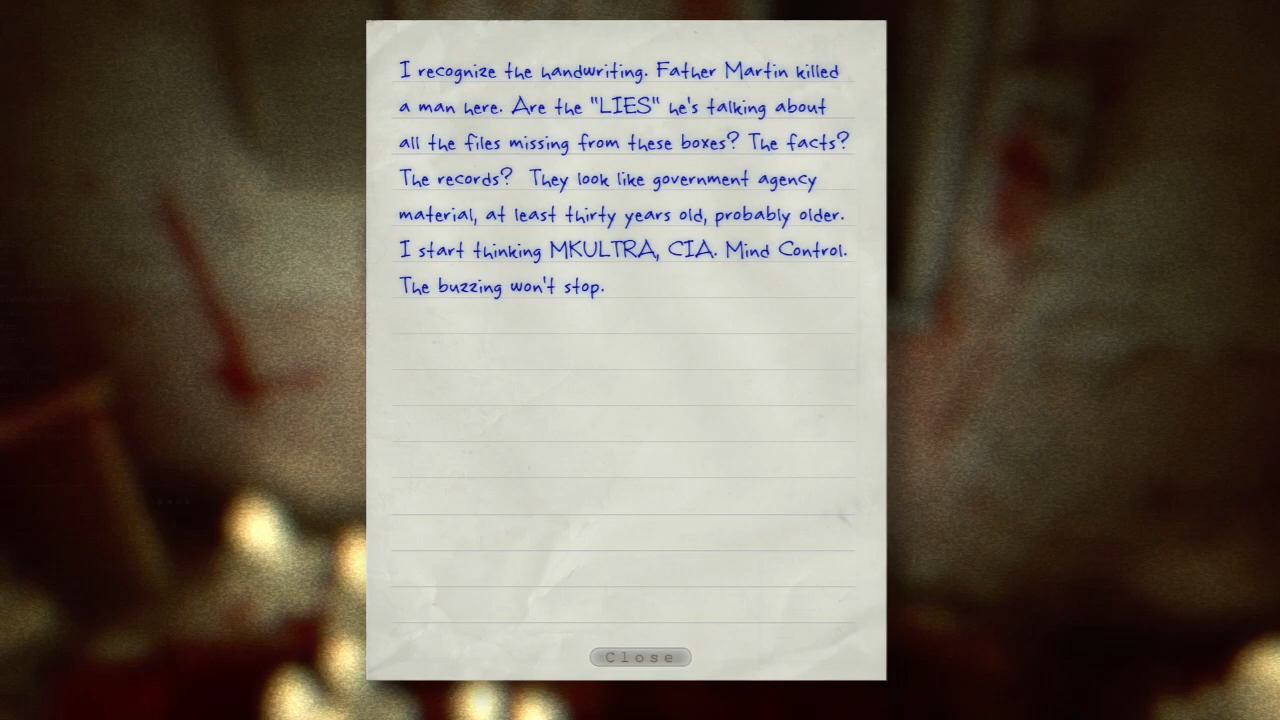 I recognize the handwriting. Father Martin killed
a man here. Are the "LIES" he's talking about
all the files missing from these boxes? The facts?
The records? They look like government agency
material, at least thirty years old, probably older.
I start thinking MKULTRA, CIA. Mind Control.
The buzzing won't stop.
Close